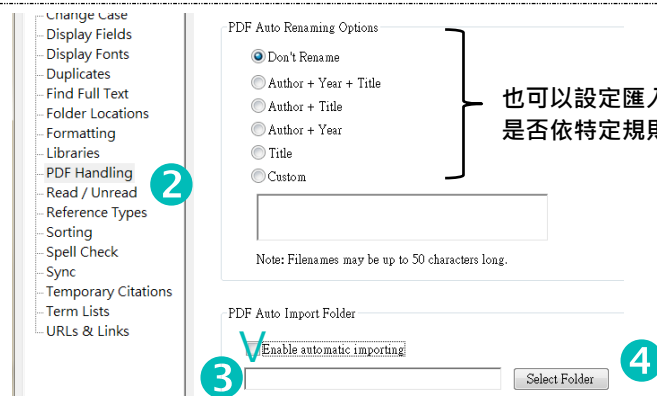 Change Case
Display Fields
Display Fonts
Duplicates
Find Full Text
Folder Locations
Formatting
Libraries
PDF Handling
Read / Unread
Reference Types
Sorting
Spell Check
Sync
Temporary Citations
Term Lists
URLs & Links
2
PDF Auto Renaming Options
Don't Rename
Author + Year + Title
Author + Title
Author + Year
Title
Custom
也可以設定匯入
是否依特定規則
Note: Filenames may be up to 50 characters long.
PDF Auto Import Folder
V Enable automatic importing
3
Select Folder
4